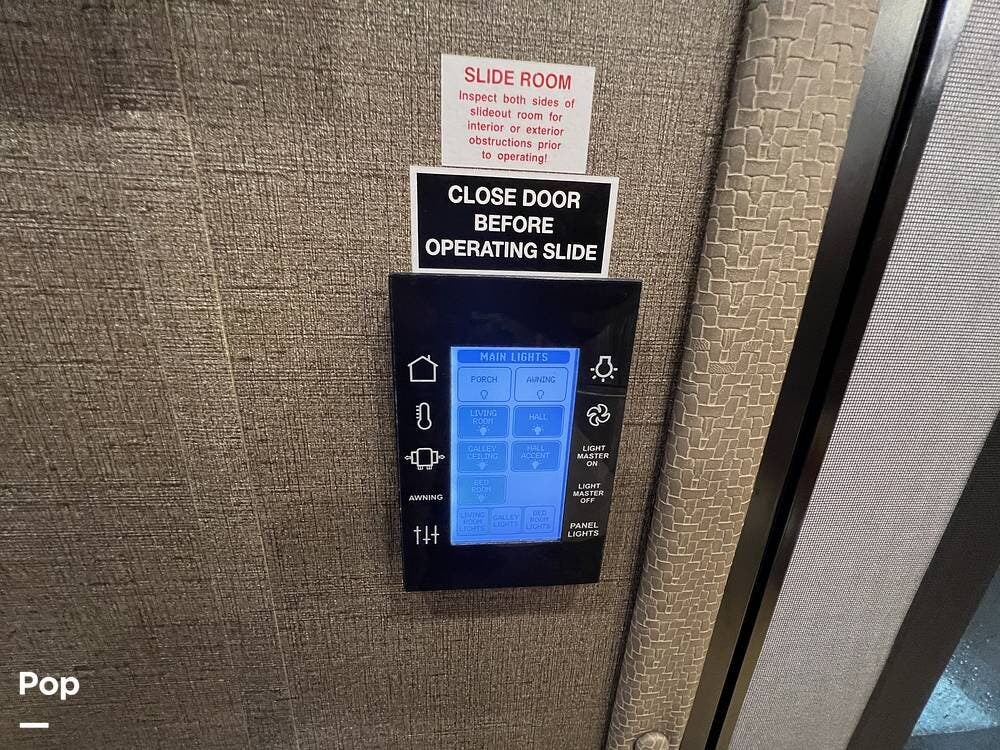 SLIDE ROOM
Inspect both sides of
slideout room for
interior or exterior
obstructions prior
to operating!
CLOSE DOOR
BEFORE
OPERATING SLIDE
MAIN LIGHTS
PORCH
AWNING
LIVING
ROOM
HALL
GALLEY
CEILING
HALL
ACCENT
BED
ROOM
LIVING
ROOM
LIGHTS
GALLEY
LIGHTS
BED
ROOM
LIGHTS
AWNING
LIGHT
MASTER
ON
LIGHT
MASTER
OFF
PANEL
LIGHTS
Pop